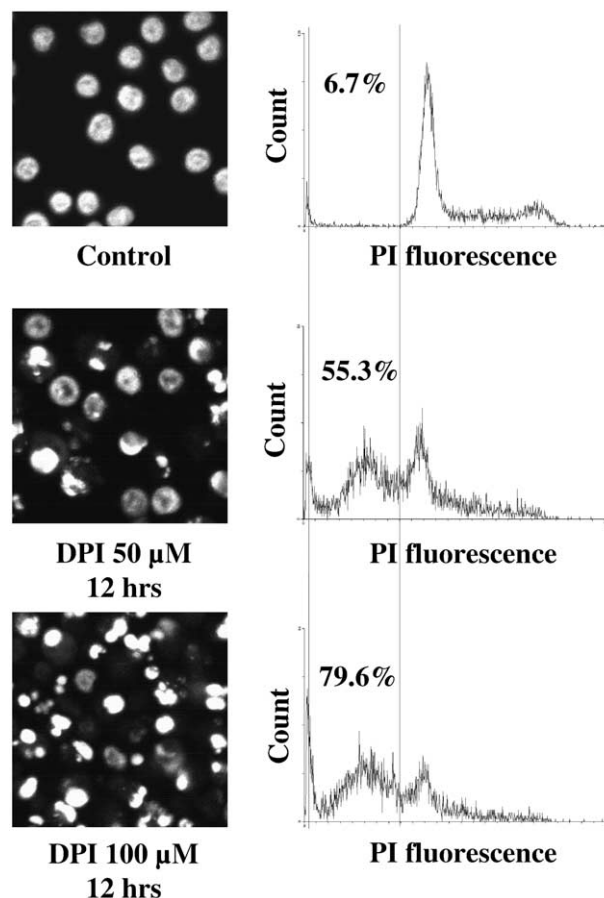 6.7%
Count
Control
PI fluorescence
55.3%
Count
DPI 50 µM
12 hrs
PI fluorescence
79.6%
Count
DPI 100 µM
12 hrs
PI fluorescence